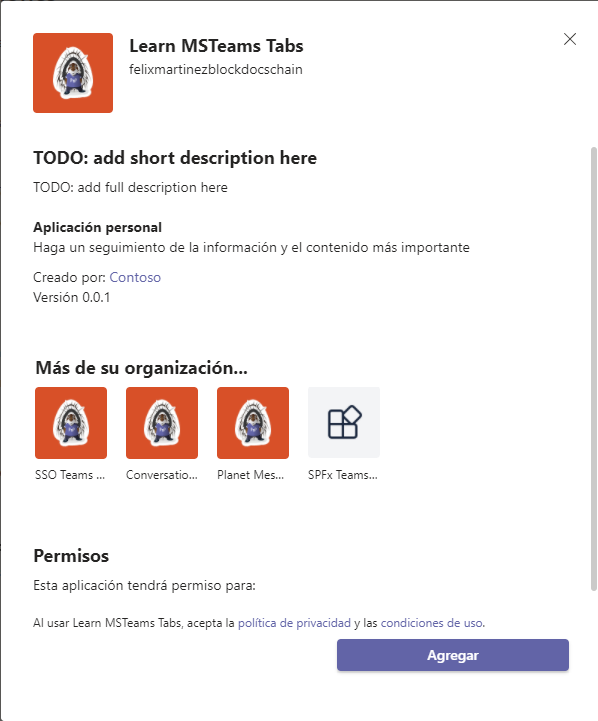 Learn MSTeams Tabs
felixmartinezblockdocschain
TODO: add short description here
TODO: add full description here
Aplicación personal
Haga un seguimiento de la información y el contenido más importante
Creado por: Contoso
Versión 0.0.1
Más de su organización...
SSO Teams ...
Conversatio...
Planet Mes...
SPFx Teams...
Permisos
Esta aplicación tendrá permiso para:
Al usar Learn MSTeams Tabs, acepta la política de privacidad y las condiciones de uso.
Agregar